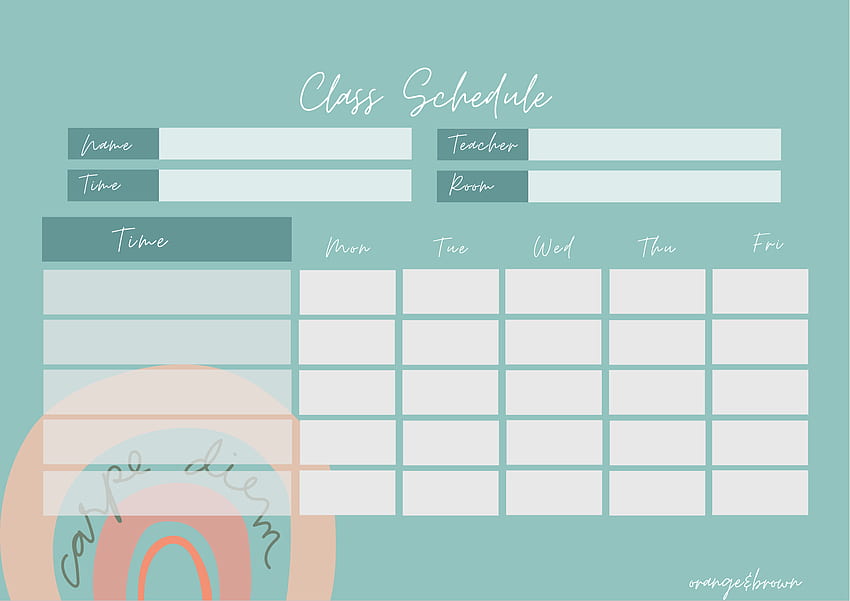 Class Schedule
Name
Teacher
Time
Room
Time Mon Tue Wed Thu Fri
carpe diem
orange&brown